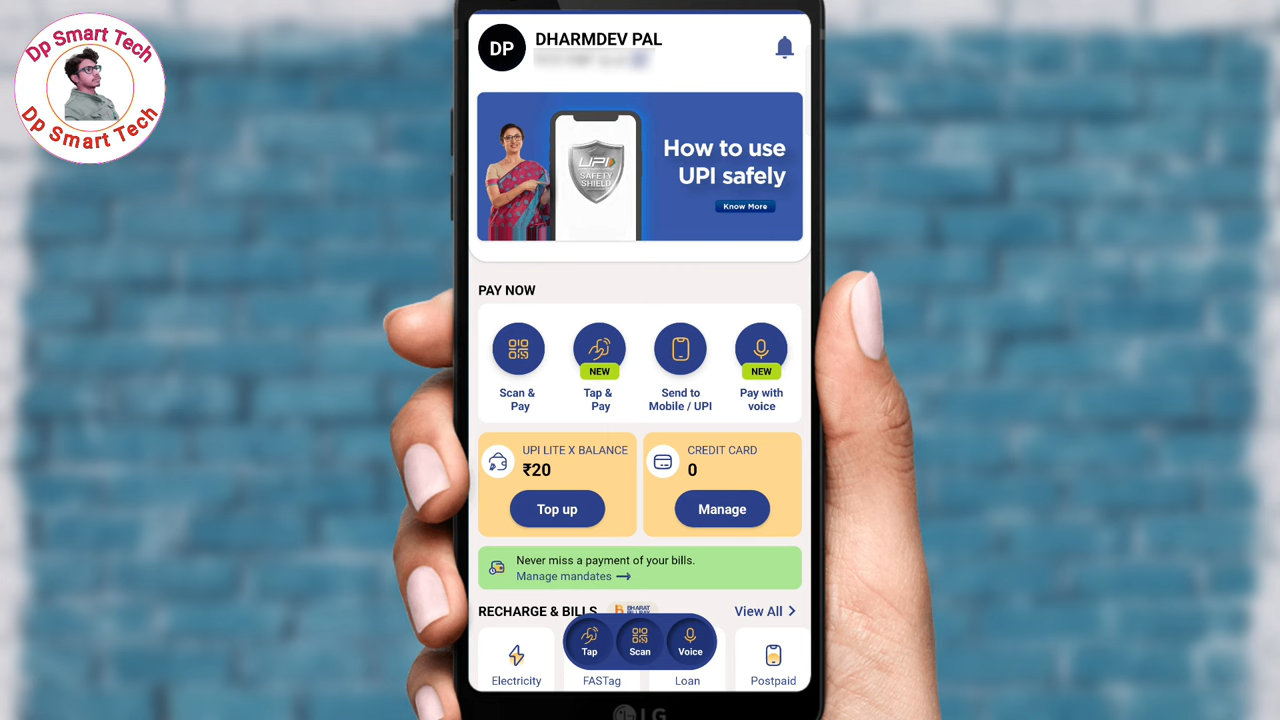 Dp Smart Tech
Dp Smart Tech
DP
DHARMDEV PAL
UPI
SAFETY
SHIELD
How to use
UPI safely
Know More
PAY NOW
NEW
NEW
Scan &
Pay
Tap &
Pay
Send to
Mobile / UPI
Pay with
voice
UPI LITE X BALANCE
₹20
Top up
CREDIT CARD
0
Manage
Never miss a payment of your bills.
Manage mandates
RECHARGE & BILLS
View All
Tap
Scan
Voice
Electricity
FASTag
Loan
Postpaid
LG